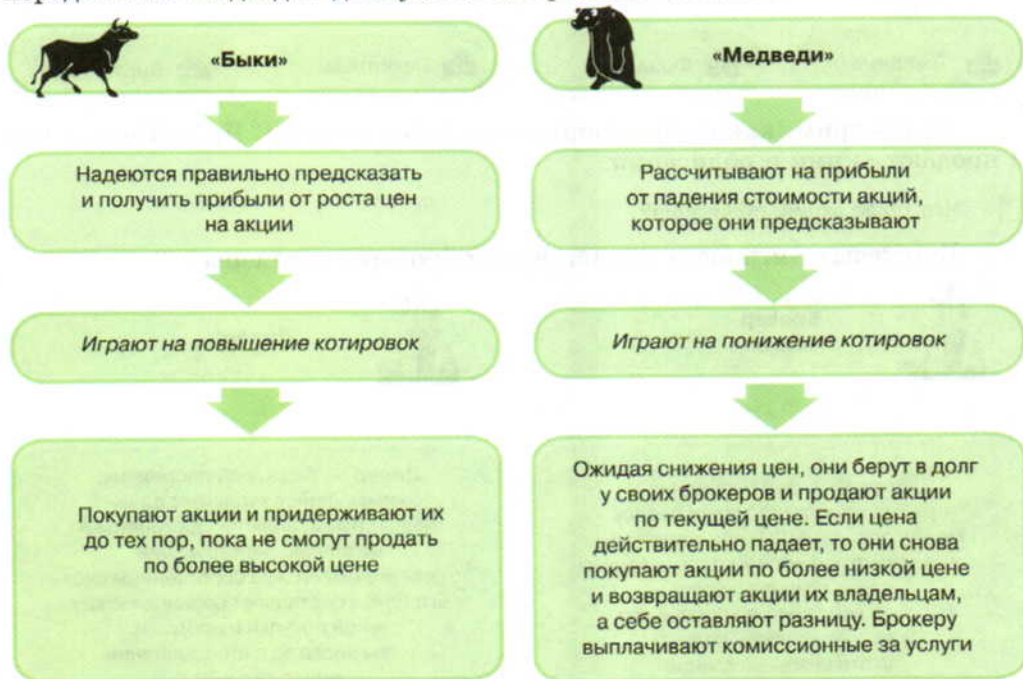 «Быки»
Надеются правильно предсказать
и получить прибыли от роста цен
на акции
Играют на повышение котировок
Покупают акции и придерживают их
до тех пор, пока не смогут продать
по более высокой цене
«Медведи»
Рассчитывают на прибыли
от падения стоимости акций,
которое они предсказывают
Играют на понижение котировок
Ожидая снижения цен, они берут в долг
у своих брокеров и продают акции
по текущей цене. Если цена
действительно падает, то они снова
покупают акции по более низкой цене
и возвращают акции их владельцам,
а себе оставляют разницу. Брокеру
выплачивают комиссионные за услуги